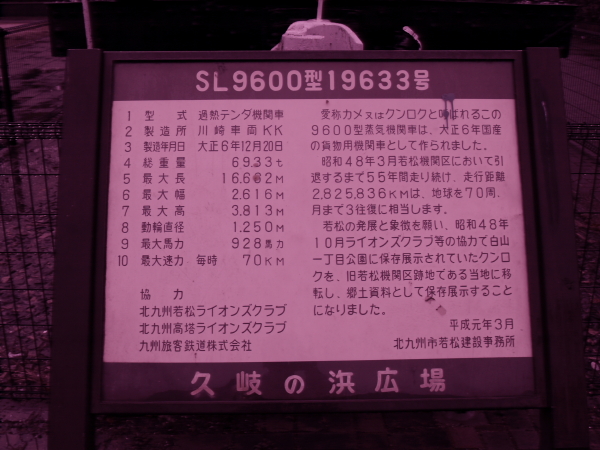 SL9600型19633号
1 型式 過熱テンダ機関車
2 製造所 川崎車両KK
3 製造年月日 大正6年12月20日
4 総重量 69.33t
5 最大長 16.662M
6 最大幅 2.616M
7 最大高 3.813M
8 動輪直径 1.250M
9 最大馬力 928馬力
10 最大速力 毎時 70KM
協力
北九州若松ライオンズクラブ
北九州高塔ライオンズクラブ
九州旅客鉄道株式会社
愛称カメヌはクンロクと呼ばれるこの
9600型蒸気機関車は、大正6年国産
の貨物用機関車として作られました。
昭和48年3月若松機関区において引
退するまで55年間走り続け、走行距離
2,825,836KMは、地球を70周、
月まで3往復に相当します。
若松の発展と象徴を願い、昭和48年
10月ライオンズクラブ等の協力で白山
一丁目公園に保存展示されていたクンロ
クを、旧若松機関区跡地である当地に移
転し、郷土資料として保存展示すること
になりました。
平成元年3月
北九州市若松建設事務所
久岐の浜広場